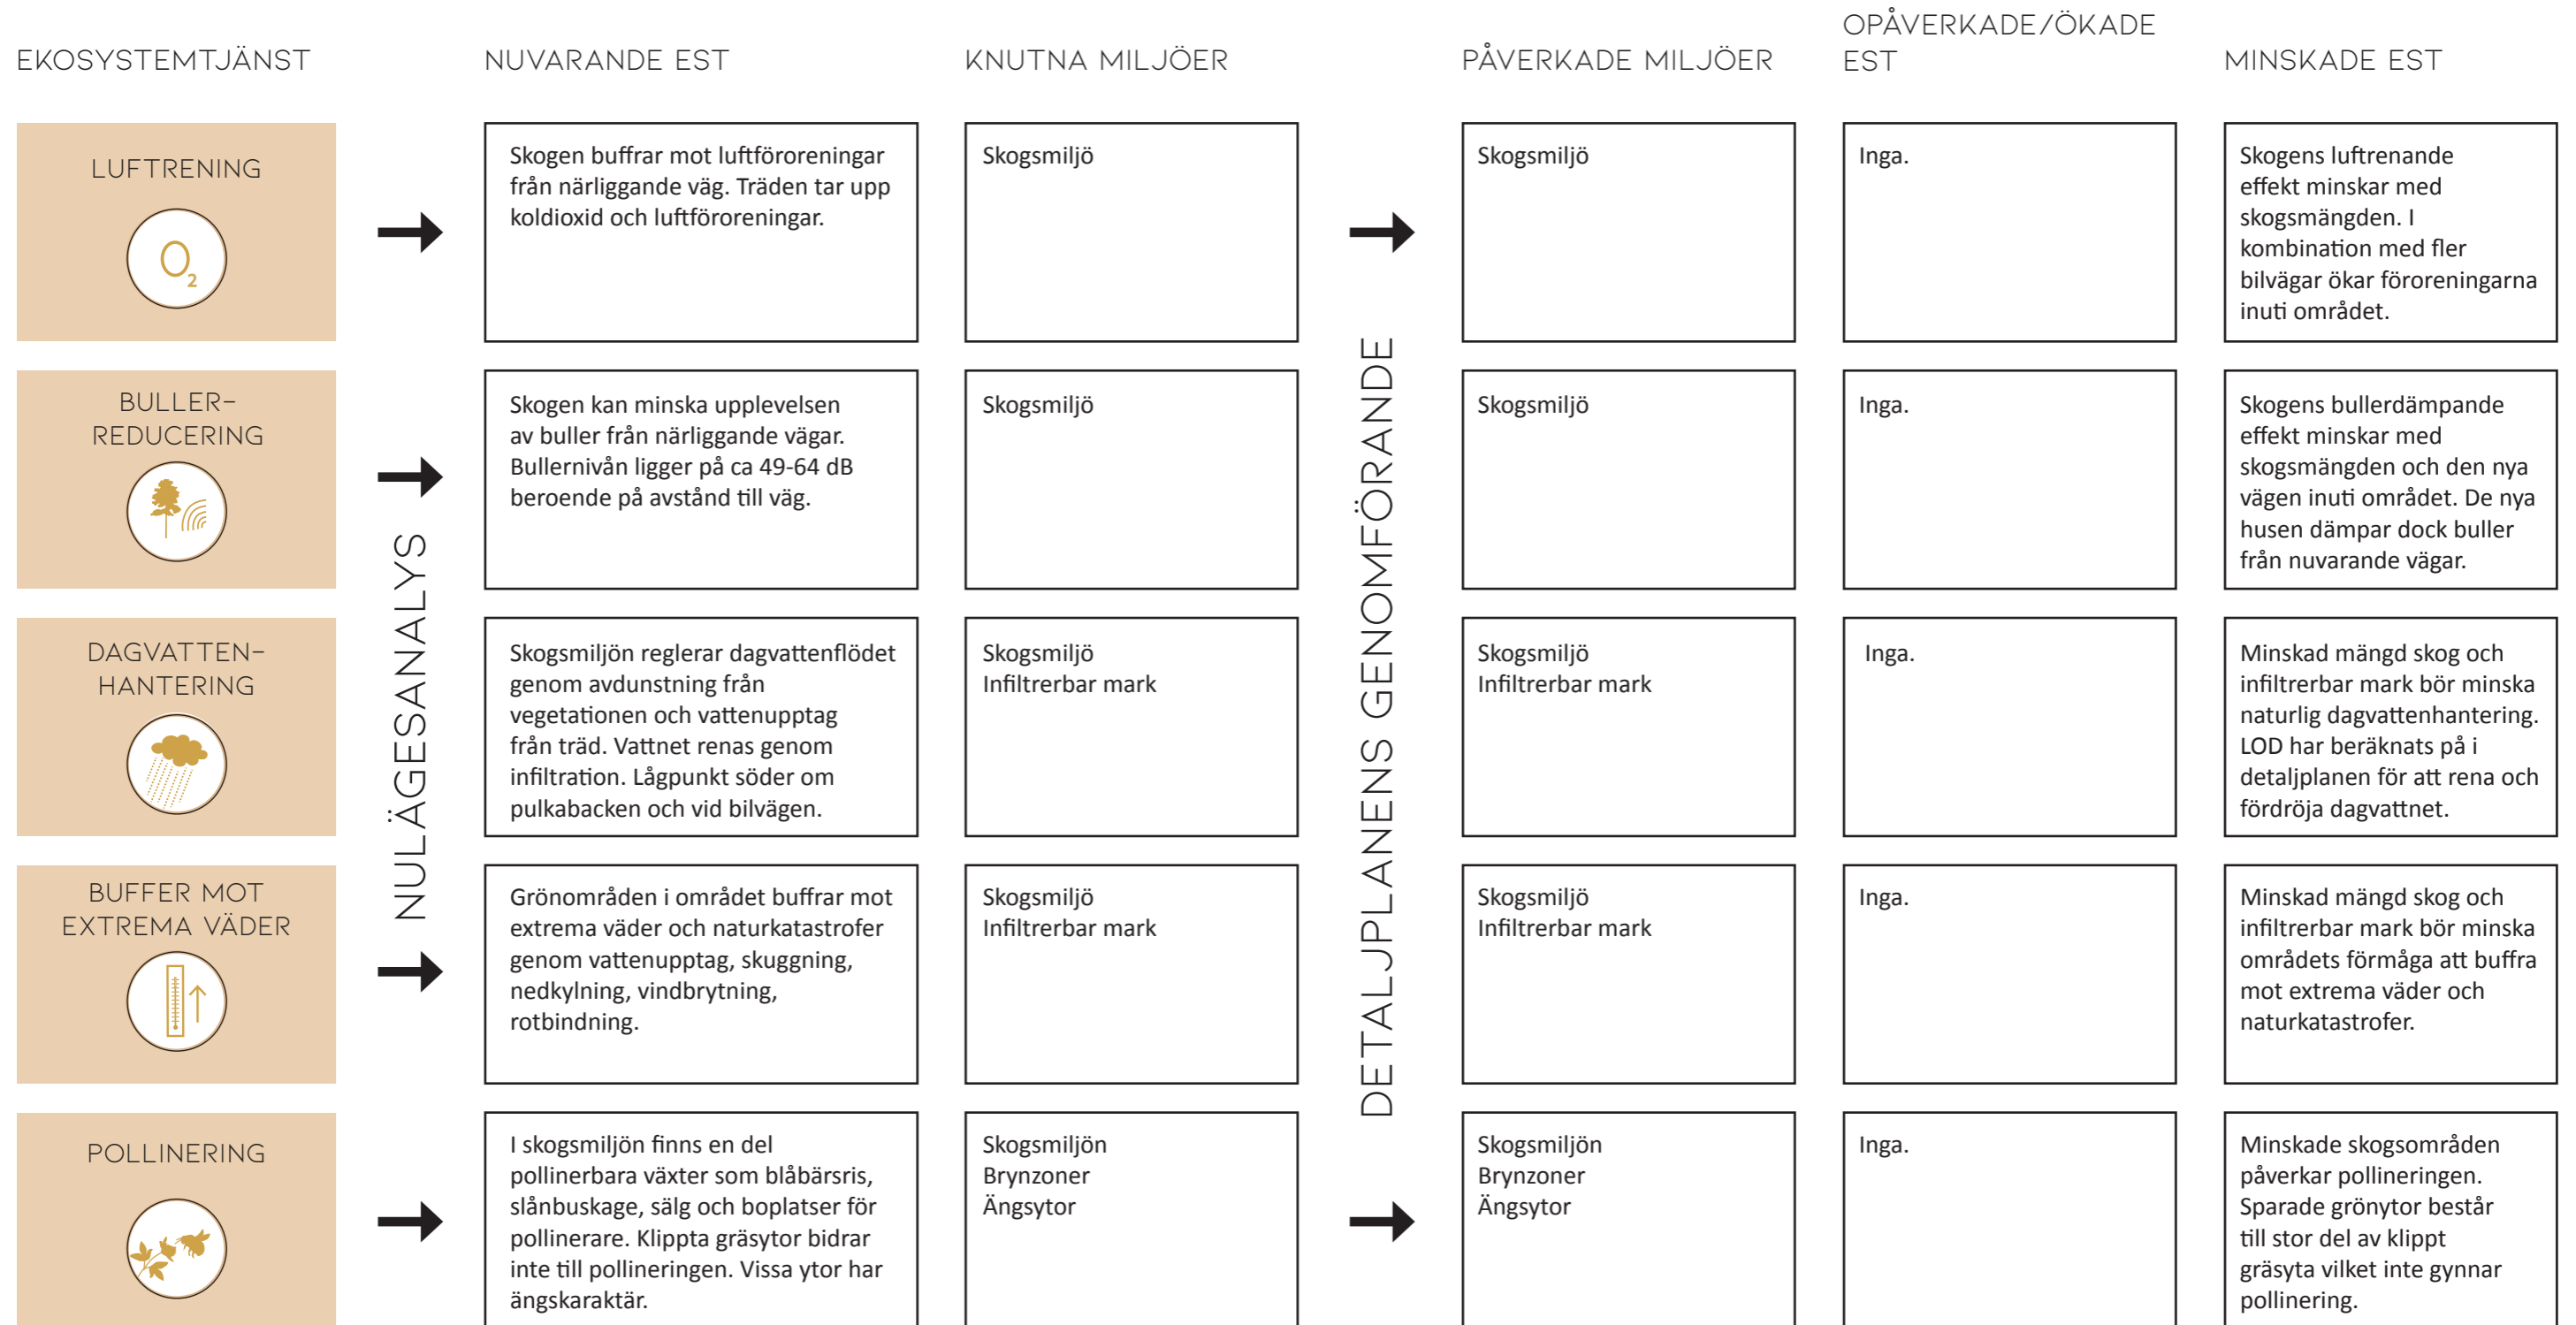 EKOSYSTEMTJÄNST
NUVARANDE EST
KNUTNA MILJÖER
PÅVERKADE MILJÖER
OPÅVERKADE/ÖKADE
EST
MINSKADE EST
LUFTRENING
O2
Skogen buffrar mot luftföroreningar
från närliggande väg. Träden tar upp
koldioxid och luftföroreningar.
Skogsmiljö
Skogsmiljö
Inga.
Skogens luftrenande
effekt minskar med
skogsmängden. I
kombination med fler
bilvägar ökar föroreningarna
inuti området.
BULLER-
REDUCERING
Skogen kan minska upplevelsen
av buller från närliggande vägar.
Bullernivån ligger på ca 49-64 dB
beroende på avstånd till väg.
Skogsmiljö
Skogsmiljö
Inga.
Skogens bullerdämpande
effekt minskar med
skogsmängden och den nya
vägen inuti området. De nya
husen dämpar dock buller
från nuvarande vägar.
NULÄGESANALYS
DETALJPLANENS GENOMFÖRANDE
DAGVATTEN-
HANTERING
Skogsmiljön reglerar dagvattenflödet
genom avdunstning från
vegetationen och vattenupptag
från träd. Vattnet renas genom
infiltration. Lågpunkt söder om
pulkabacken och vid bilvägen.
Skogsmiljö
Infiltrerbar mark
Skogsmiljö
Infiltrerbar mark
Inga.
Minskad mängd skog och
infiltrerbar mark bör minska
naturlig dagvattenhantering.
LOD har beräknats på i
detaljplanen för att rena och
fördröja dagvattnet.
BUFFER MOT
EXTREMA VÄDER
Grönområden i området buffrar mot
extrema väder och naturkatastrofer
genom vattenupptag, skuggning,
nedkylning, vindbrytning,
rotbindning.
Skogsmiljö
Infiltrerbar mark
Skogsmiljö
Infiltrerbar mark
Inga.
Minskad mängd skog och
infiltrerbar mark bör minska
områdets förmåga att buffra
mot extrema väder och
naturkatastrofer.
POLLINERING
I skogsmiljön finns en del
pollinerbara växter som blåbärsris,
slånbuskage, sälg och boplatser för
pollinerare. Klippta gräsytor bidrar
inte till pollineringen. Vissa ytor har
ängskaraktär.
Skogsmiljön
Brynzoner
Ängsytor
Skogsmiljön
Brynzoner
Ängsytor
Inga.
Minskade skogsområden
påverkar pollineringen.
Sparade grönytor består
till stor del av klippt
gräsyta vilket inte gynnar
pollinering.